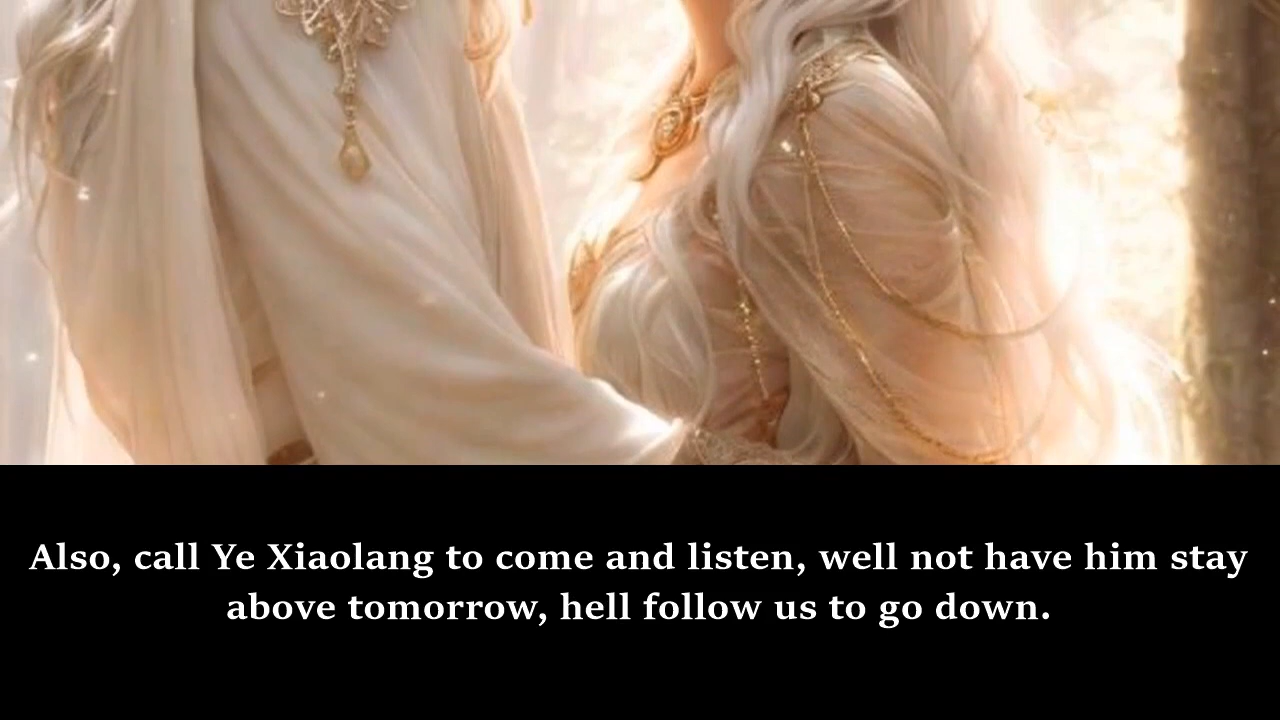 Also, call Ye Xiaolang to come and listen, well not have him stay
above tomorrow, hell follow us to go down.